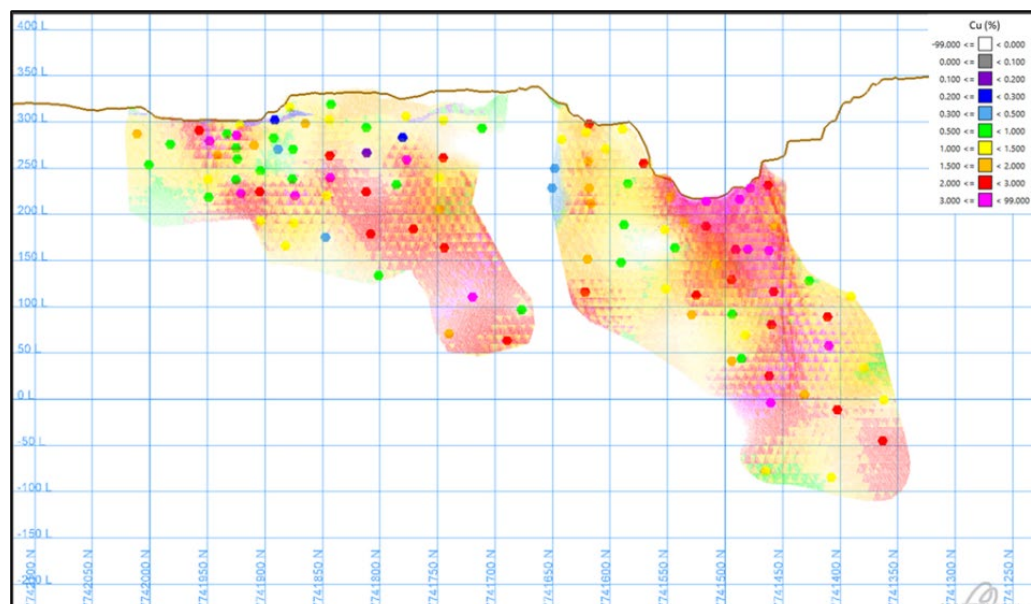 400 L
350 L
300 L
250 L
200 L
150 L
100 L
50 L
0 L
-50 L
-100 L
-150 L
-200 L
Cu (%)
-99.000 <= < 0.000
0.000 <= < 0.100
0.100 <= < 0.200
0.200 <= < 0.300
0.300 <= < 0.500
0.500 <= < 1.000
1.000 <= < 1.500
1.500 <= < 2.000
2.000 <= < 3.000
3.000 <= < 99.000
742050.N
742000.N
741950.N
741900.N
741850.N
741800.N
741750.N
741700.N
741650.N
741600.N
741550.N
741500.N
741450.N
741400.N
741350.N
741300.N
741250.N